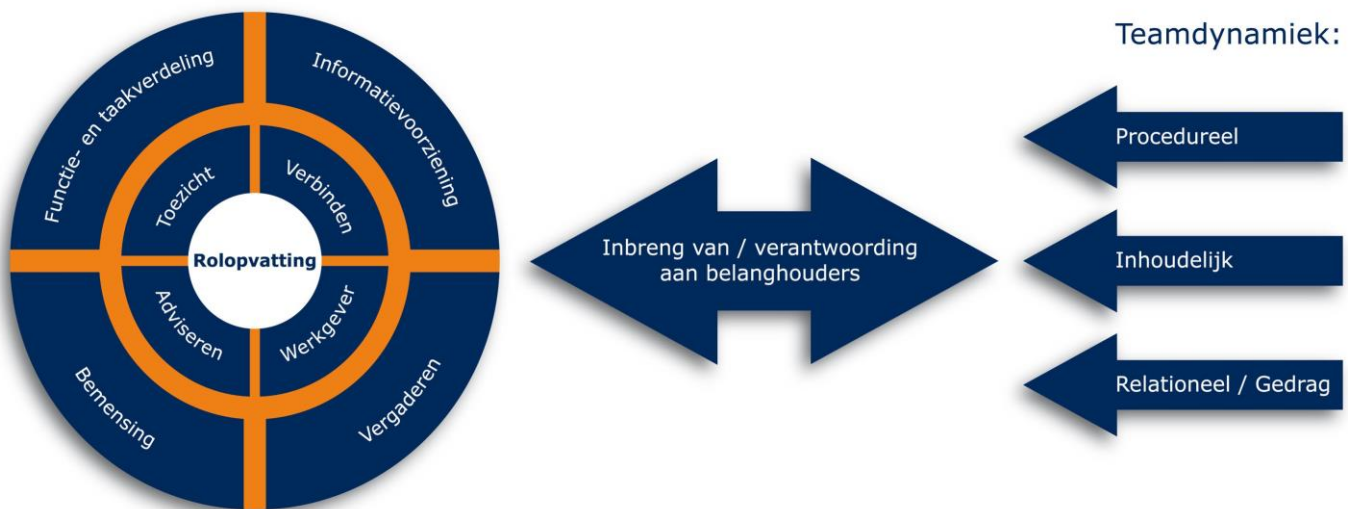 Functie- en taakverdeling
Informatievoorziening
Toezicht
Verbinden
Rolopvatting
Adviseren
Werkgever
Bemensing
Vergaderen
Inbreng van / verantwoording
aan belanghouders
Teamdynamiek:
Procedureel
Inhoudelijk
Relationeel / Gedrag